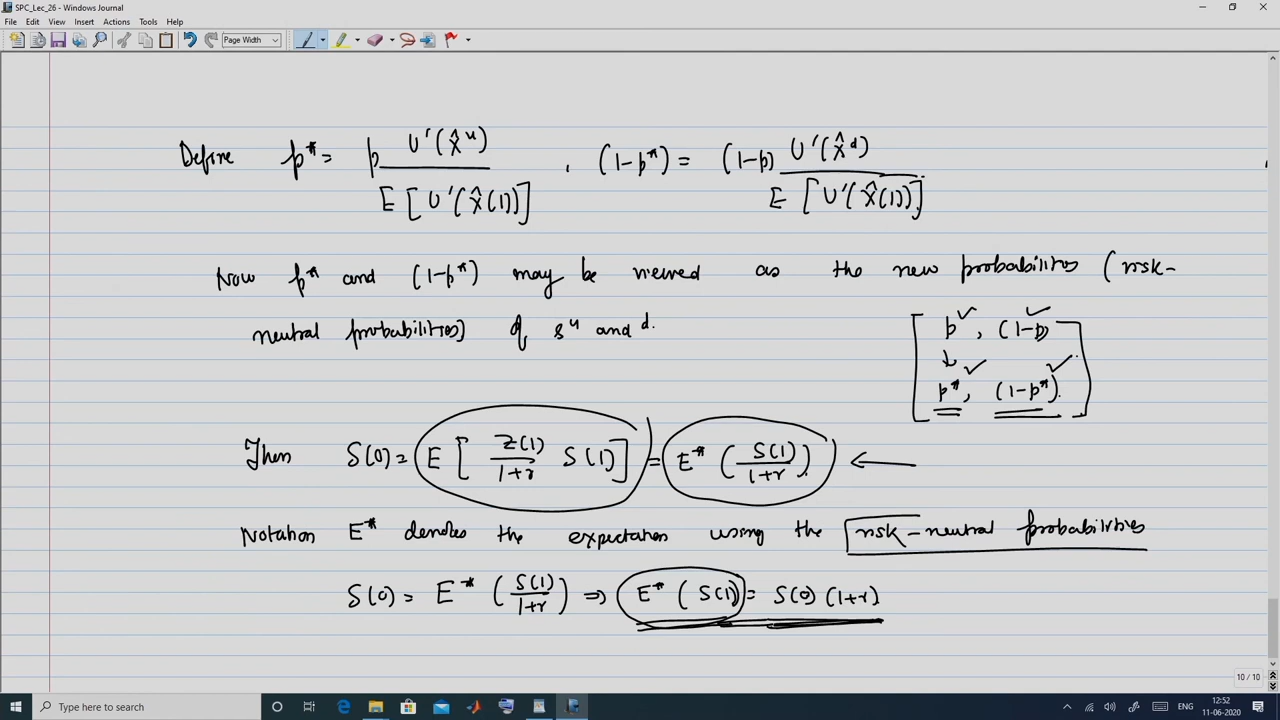 SPC_Lec_26 - Windows Journal
File Edit View Insert Actions Tools Help
Page Width
Define p* = p U'(X̂ᵘ) / E[U'(X̂(1))] , (1-p*) = (1-p) U'(X̂ᵈ) / E[U'(X̂(1))]
Now p* and (1-p*) may be viewed as the new probabilities (risk-
neutral probabilities) of sᵘ and d.
p, (1-p)
↓
p*, (1-p*).
Then S(0) = E[ Z(1)/1+r S(1) ] = E* ( S(1)/1+r ) ←
Notation E* denotes the expectation using the risk-neutral probabilities
S(0) = E* ( S(1)/1+r ) ⇒ E* ( S(1) ) = S(0) (1+r)
10 / 10
Type here to search
12:52
11-06-2020